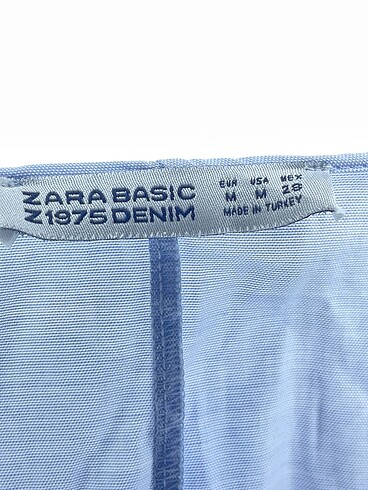 ZARA BASIC
Z1975 DENIM
EUR USA MEX
M M 28
MADE IN TURKEY